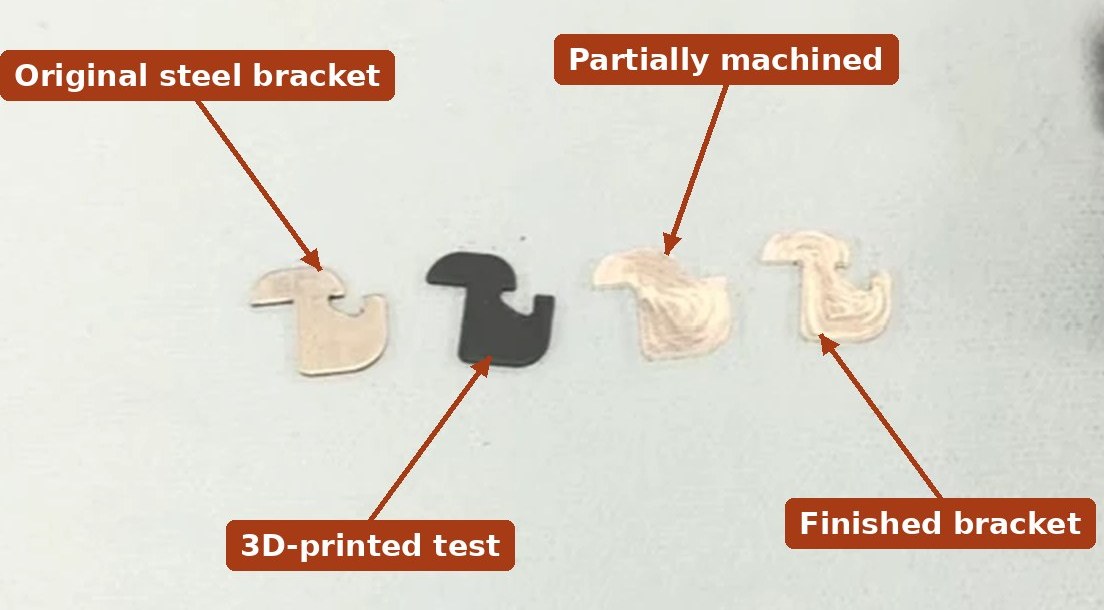 Original steel bracket
Partially machined
3D-printed test
Finished bracket